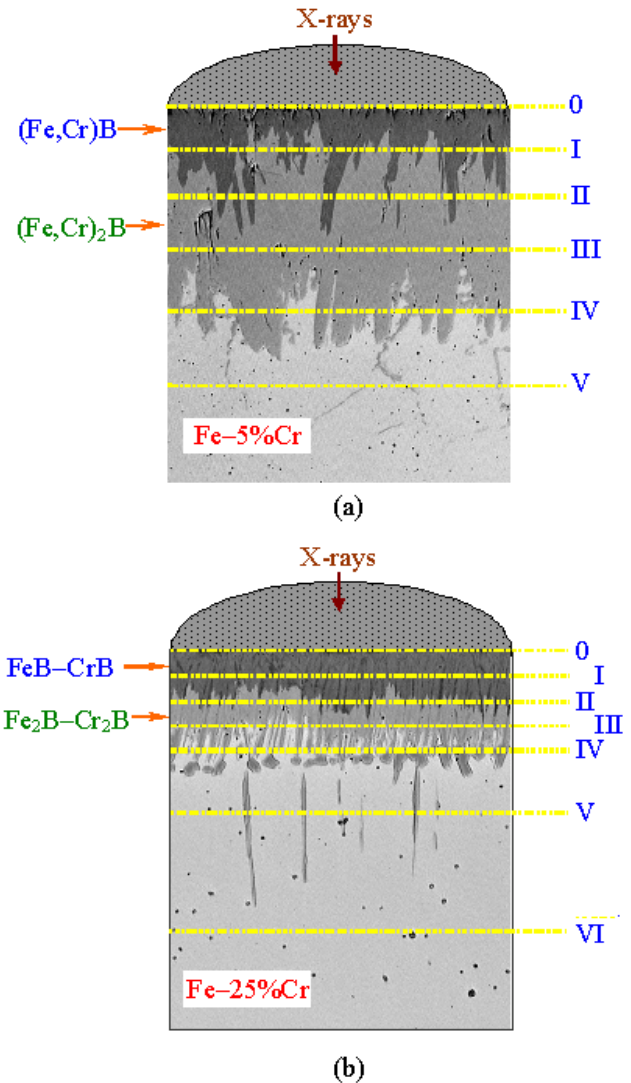 X-rays
0
(Fe,Cr)B
I
II
(Fe,Cr)₂B
III
IV
V
Fe–5%Cr
(a)
X-rays
0
FeB–CrB
I
II
Fe₂B–Cr₂B
III
IV
V
VI
Fe–25%Cr
(b)